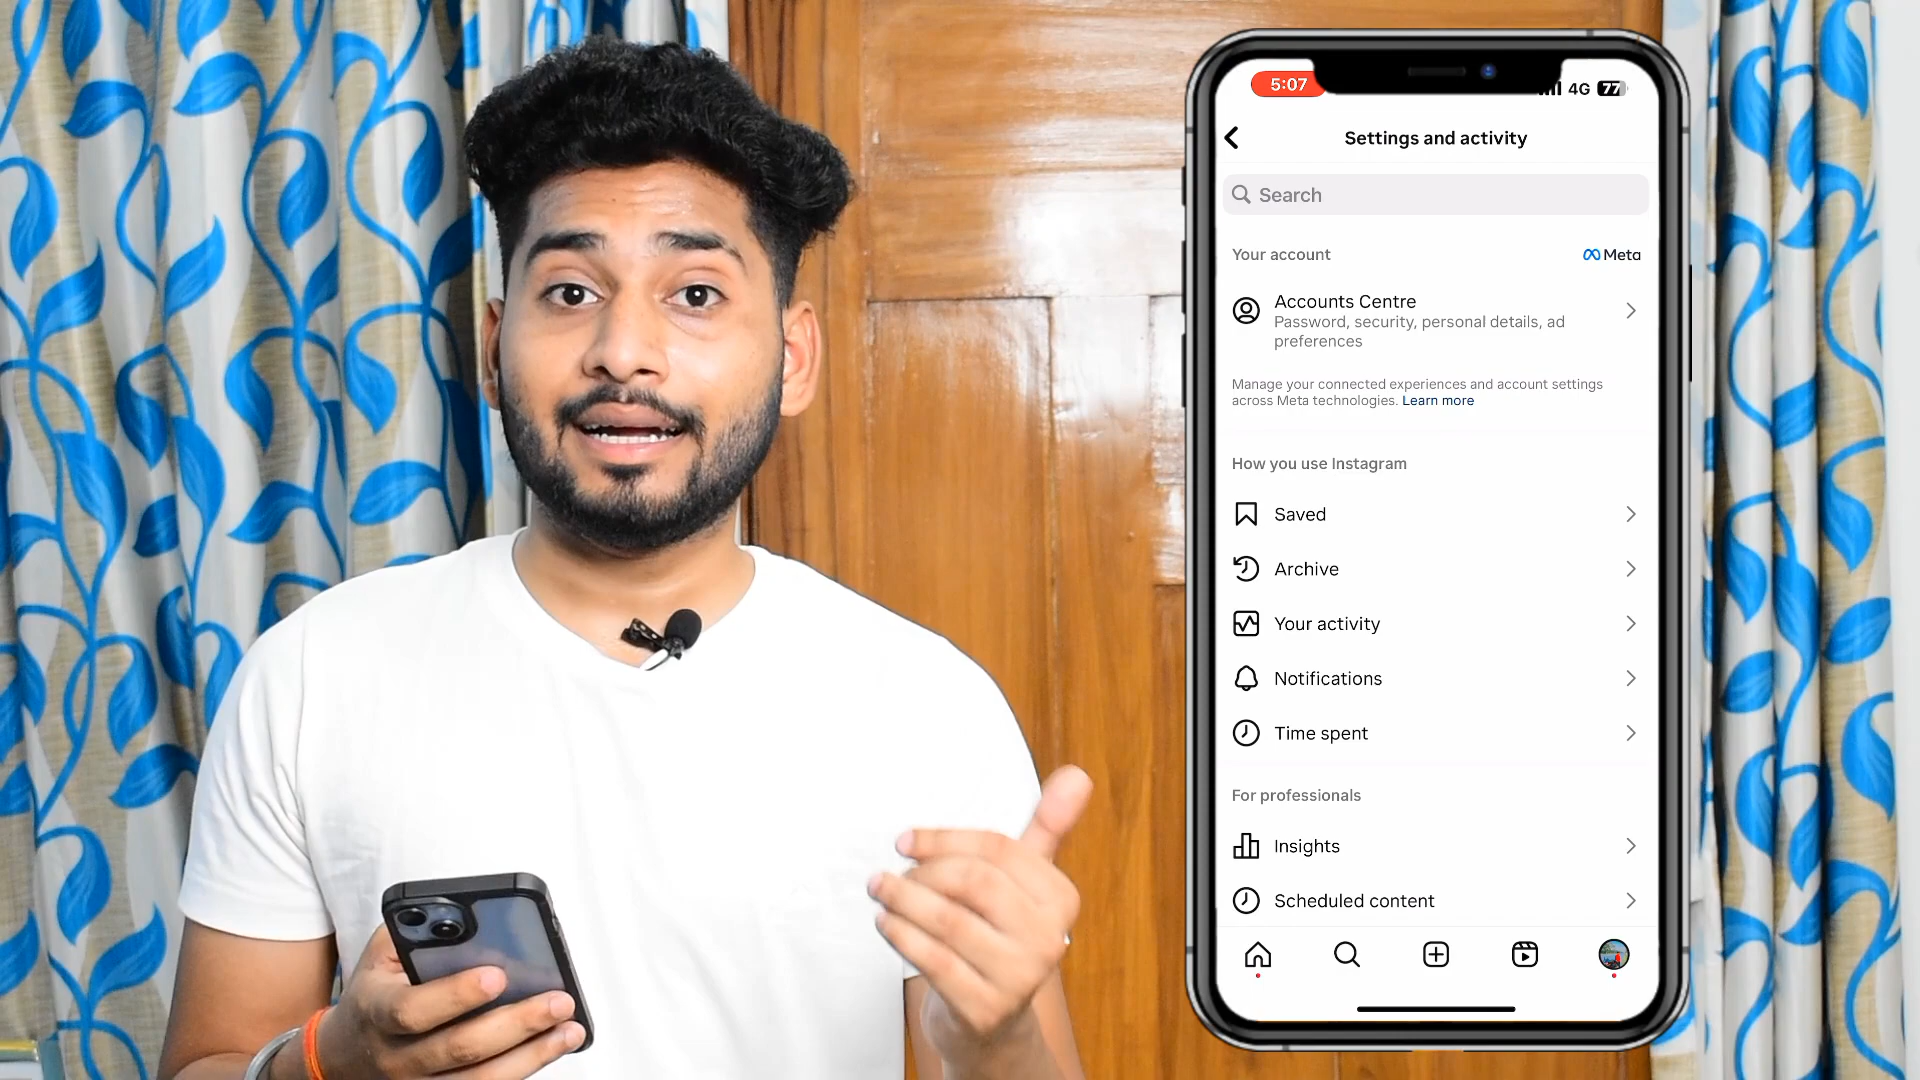 5:07
4G 77
Settings and activity
Search
Your account
Meta
Accounts Centre
Password, security, personal details, ad
preferences
Manage your connected experiences and account settings
across Meta technologies. Learn more
How you use Instagram
Saved
Archive
Your activity
Notifications
Time spent
For professionals
Insights
Scheduled content